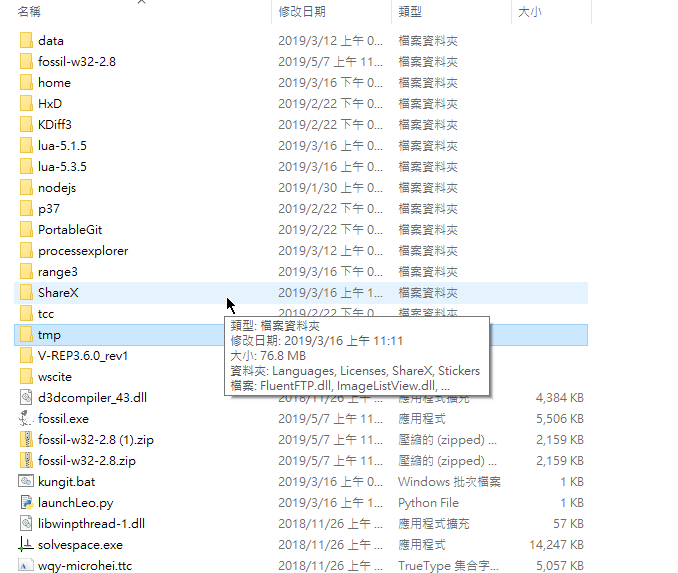 名稱 修改日期 類型 大小
data 2019/3/12 上午 0... 檔案資料夾
fossil-w32-2.8 2019/5/7 上午 11... 檔案資料夾
home 2019/3/16 下午 0... 檔案資料夾
HxD 2019/2/22 下午 0... 檔案資料夾
KDiff3 2019/2/22 下午 0... 檔案資料夾
lua-5.1.5 2019/3/16 上午 0... 檔案資料夾
lua-5.3.5 2019/3/16 上午 0... 檔案資料夾
nodejs 2019/1/30 上午 0... 檔案資料夾
p37 2019/2/22 下午 0... 檔案資料夾
PortableGit 2019/2/22 下午 0... 檔案資料夾
processexplorer 2019/3/12 上午 0... 檔案資料夾
range3 2019/3/16 下午 0... 檔案資料夾
ShareX 2019/3/16 上午 1... 檔案資料夾
tcc 2019/2/22 下午 0... 檔案資料夾
tmp
類型: 檔案資料夾
修改日期: 2019/3/16 上午 11:11
大小: 76.8 MB
資料夾: Languages, Licenses, ShareX, Stickers
檔案: FluentFTP.dll, ImageListView.dll, ...
V-REP3.6.0_rev1
wscite
d3dcompiler_43.dll 2018/11/26 上午 ... 應用程式擴充 4,384 KB
fossil.exe 2019/5/7 上午 11... 應用程式 5,506 KB
fossil-w32-2.8 (1).zip 2019/5/7 上午 11... 壓縮的 (zipped) ... 2,159 KB
fossil-w32-2.8.zip 2019/5/7 上午 11... 壓縮的 (zipped) ... 2,159 KB
kungit.bat 2019/3/16 上午 0... Windows 批次檔案 1 KB
launchLeo.py 2019/3/16 上午 1... Python File 1 KB
libwinpthread-1.dll 2018/11/26 上午 ... 應用程式擴充 57 KB
solvespace.exe 2018/11/26 上午 ... 應用程式 14,247 KB
wqy-microhei.ttc 2018/11/26 上午 ... TrueType 集合字... 5,057 KB